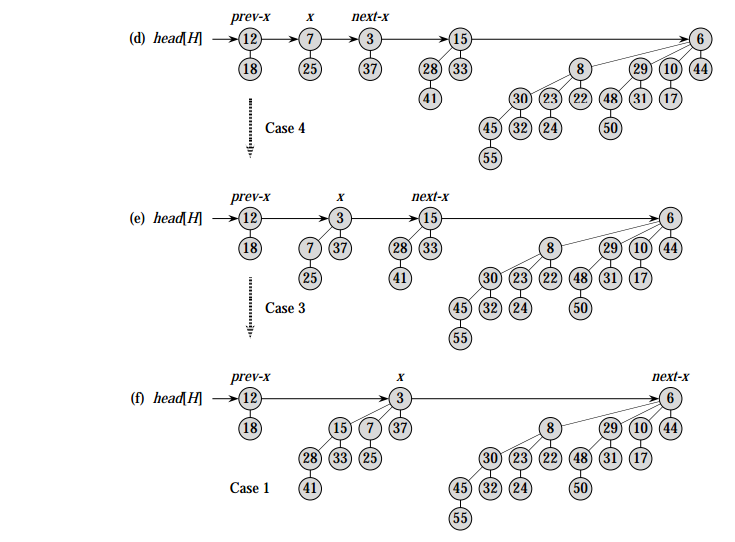 prev-x x next-x
(d) head[H] 12 7 3 15 6
18 25 37 28 33 8 29 10 44
41 30 23 22 48 31 17
Case 4 45 32 24 50
55
prev-x x next-x
(e) head[H] 12 3 15 6
18 7 37 28 33 8 29 10 44
25 41 30 23 22 48 31 17
Case 3 45 32 24 50
55
prev-x x next-x
(f) head[H] 12 3 6
18 15 7 37 8 29 10 44
28 33 25 30 23 22 48 31 17
Case 1 41 45 32 24 50
55